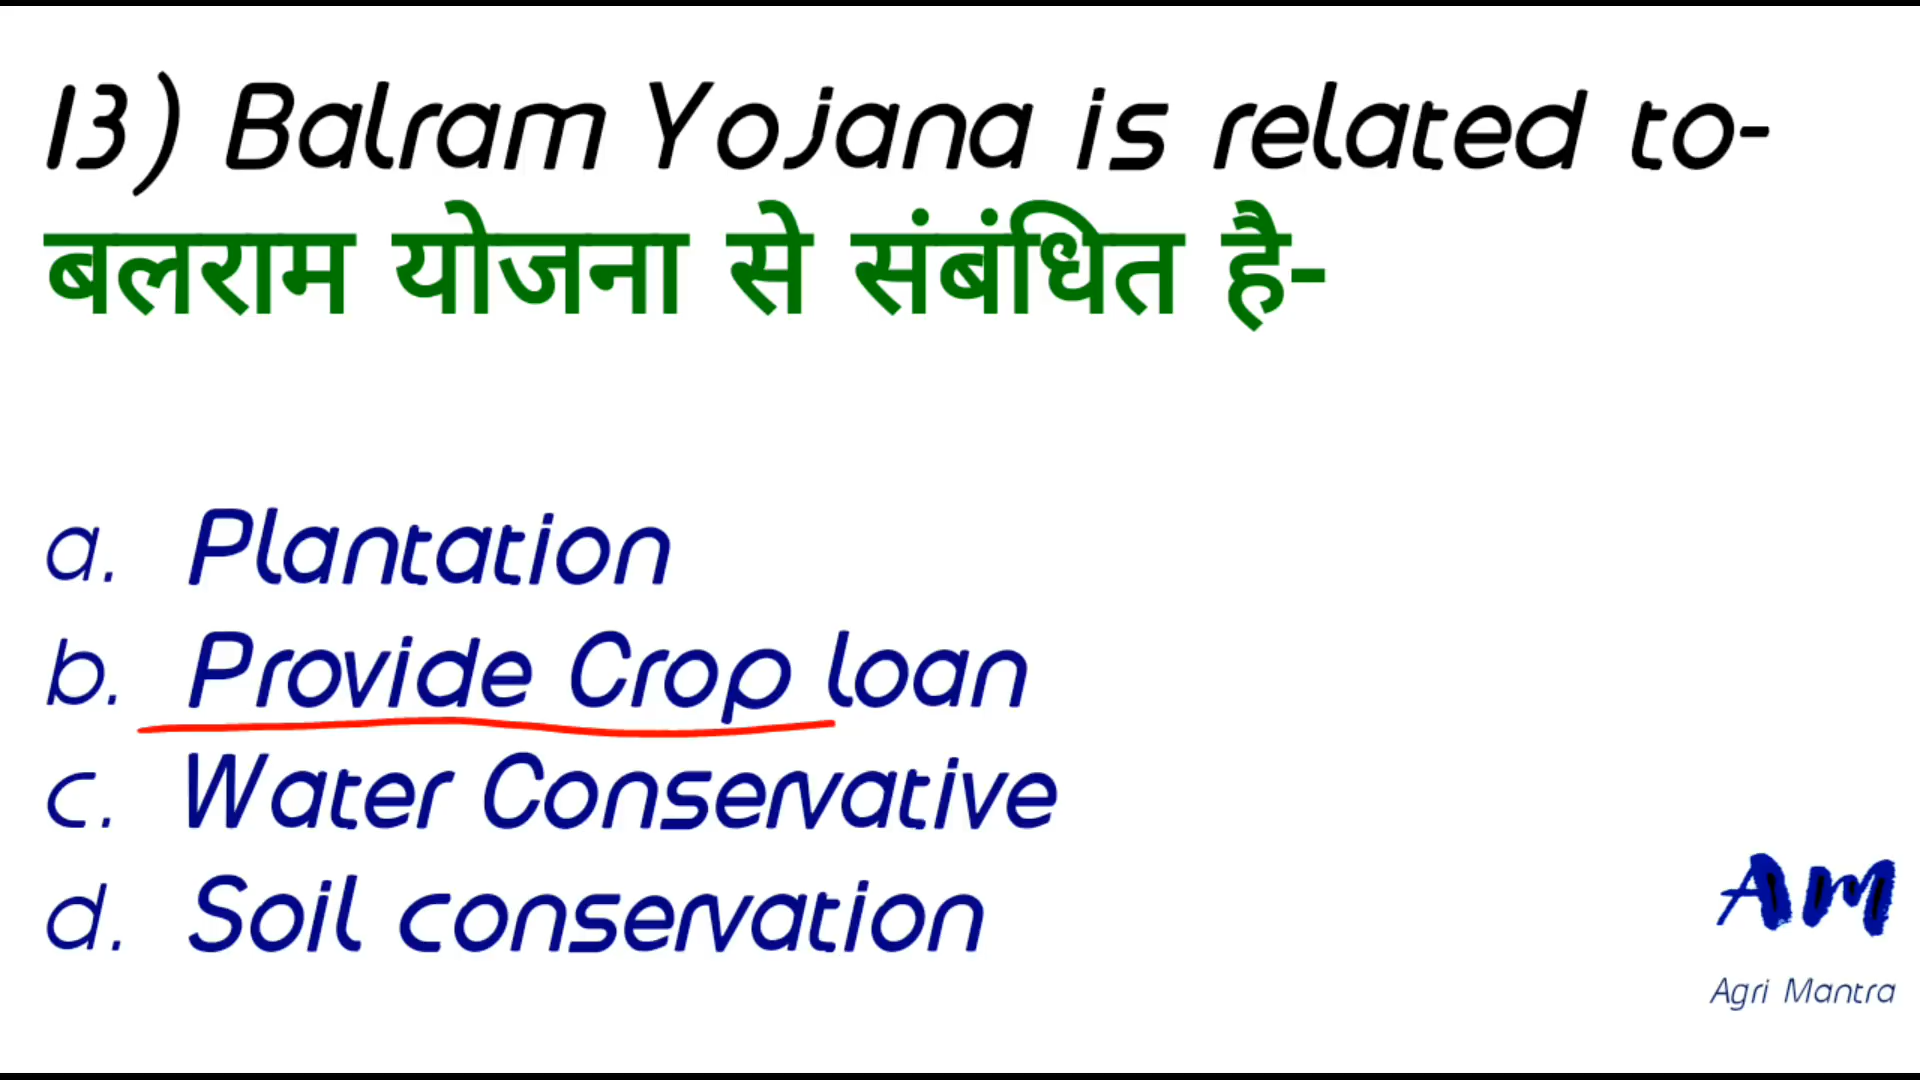 13) Balram Yojana is related to-
बलराम योजना से संबंधित है-
a. Plantation
b. Provide Crop loan
c. Water Conservative
d. Soil conservation
AM
Agri Mantra